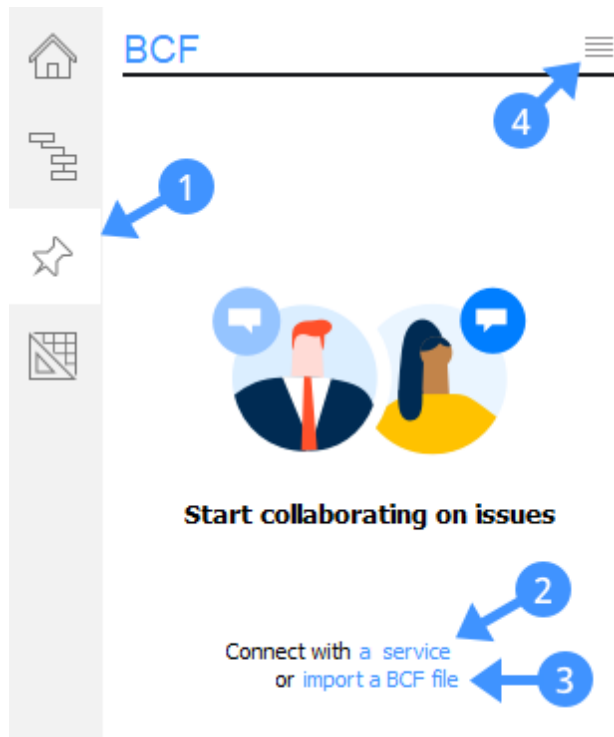 BCF
4
1
Start collaborating on issues
2
Connect with a service
or import a BCF file
3